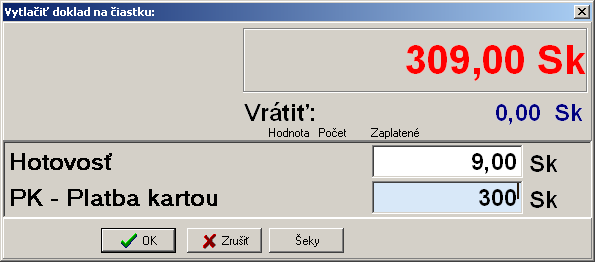 Vytlačiť doklad na čiastku:
309,00 Sk
Vrátiť: 0,00 Sk
Hodnota Počet Zaplatené
Hotovosť 9,00 Sk
PK - Platba kartou 300 Sk
OK Zrušiť Šeky